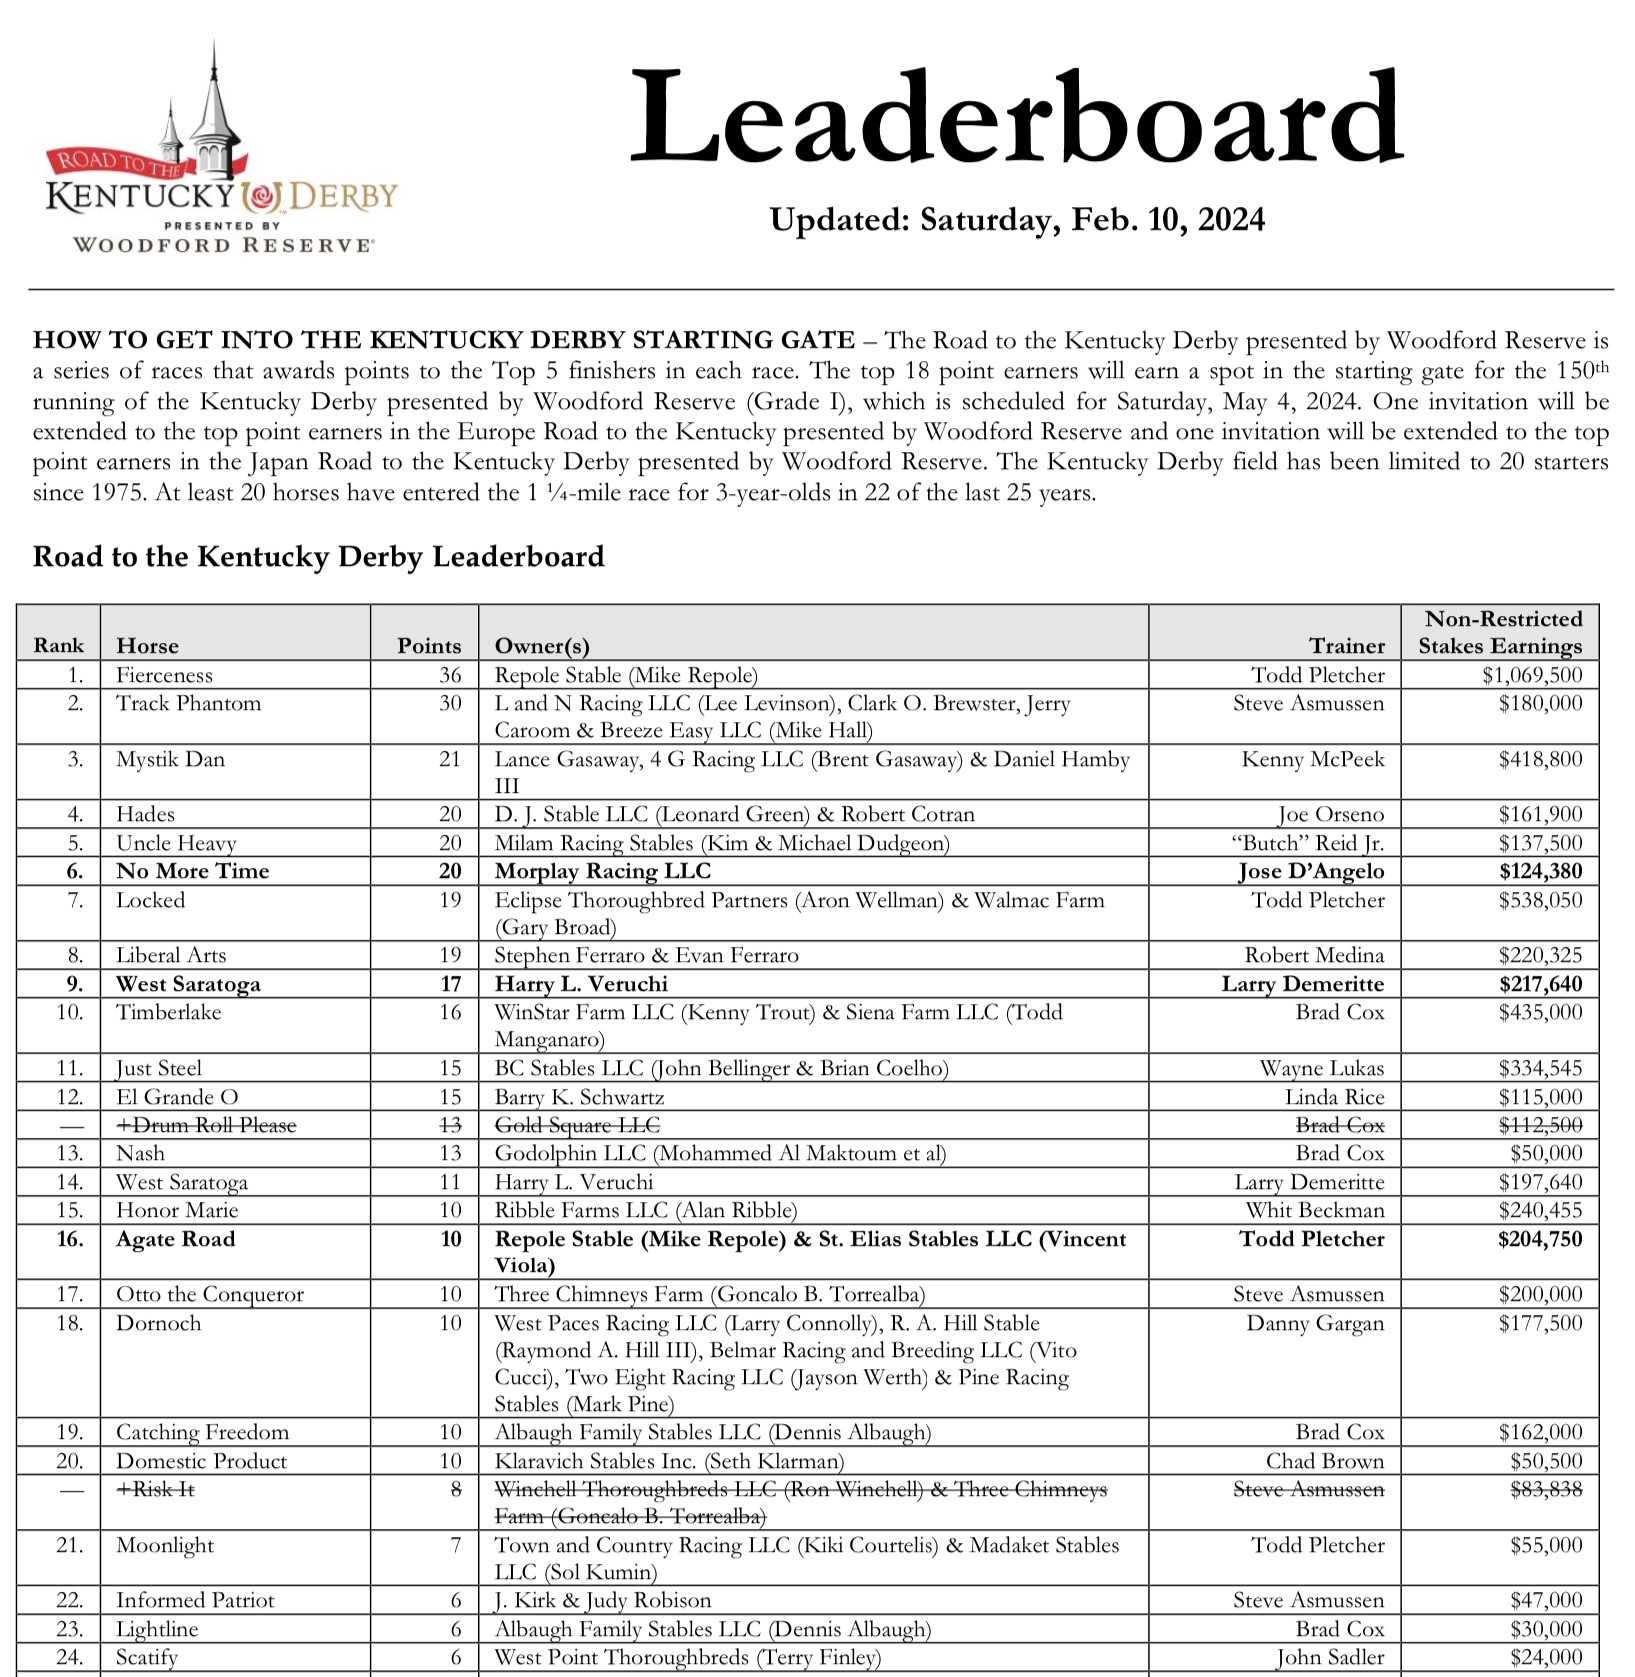 ROAD TO THE
KENTUCKY DERBY
PRESENTED BY
WOODFORD RESERVE
Leaderboard
Updated: Saturday, Feb. 10, 2024
HOW TO GET INTO THE KENTUCKY DERBY STARTING GATE – The Road to the Kentucky Derby presented by Woodford Reserve is
a series of races that awards points to the Top 5 finishers in each race. The top 18 point earners will earn a spot in the starting gate for the 150th
running of the Kentucky Derby presented by Woodford Reserve (Grade I), which is scheduled for Saturday, May 4, 2024. One invitation will be
extended to the top point earners in the Europe Road to the Kentucky presented by Woodford Reserve and one invitation will be extended to the top
point earners in the Japan Road to the Kentucky Derby presented by Woodford Reserve. The Kentucky Derby field has been limited to 20 starters
since 1975. At least 20 horses have entered the 1 ¼-mile race for 3-year-olds in 22 of the last 25 years.
Road to the Kentucky Derby Leaderboard
Non-Restricted
Rank Horse Points Owner(s) Trainer Stakes Earnings
1. Fierceness 36 Repole Stable (Mike Repole) Todd Pletcher $1,069,500
2. Track Phantom 30 L and N Racing LLC (Lee Levinson), Clark O. Brewster, Jerry Steve Asmussen $180,000
Caroom & Breeze Easy LLC (Mike Hall)
3. Mystik Dan 21 Lance Gasaway, 4 G Racing LLC (Brent Gasaway) & Daniel Hamby Kenny McPeek $418,800
III
4. Hades 20 D. J. Stable LLC (Leonard Green) & Robert Cotran Joe Orseno $161,900
5. Uncle Heavy 20 Milam Racing Stables (Kim & Michael Dudgeon) “Butch” Reid Jr. $137,500
6. No More Time 20 Morplay Racing LLC Jose D’Angelo $124,380
7. Locked 19 Eclipse Thoroughbred Partners (Aron Wellman) & Walmac Farm Todd Pletcher $538,050
(Gary Broad)
8. Liberal Arts 19 Stephen Ferraro & Evan Ferraro Robert Medina $220,325
9. West Saratoga 17 Harry L. Veruchi Larry Demeritte $217,640
10. Timberlake 16 WinStar Farm LLC (Kenny Trout) & Siena Farm LLC (Todd Brad Cox $435,000
Manganaro)
11. Just Steel 15 BC Stables LLC (John Bellinger & Brian Coelho) Wayne Lukas $334,545
12. El Grande O 15 Barry K. Schwartz Linda Rice $115,000
— +Drum Roll Please 13 Gold Square LLC Brad Cox $112,500
13. Nash 13 Godolphin LLC (Mohammed Al Maktoum et al) Brad Cox $50,000
14. West Saratoga 11 Harry L. Veruchi Larry Demeritte $197,640
15. Honor Marie 10 Ribble Farms LLC (Alan Ribble) Whit Beckman $240,455
16. Agate Road 10 Repole Stable (Mike Repole) & St. Elias Stables LLC (Vincent Todd Pletcher $204,750
Viola)
17. Otto the Conqueror 10 Three Chimneys Farm (Goncalo B. Torrealba) Steve Asmussen $200,000
18. Dornoch 10 West Paces Racing LLC (Larry Connolly), R. A. Hill Stable Danny Gargan $177,500
(Raymond A. Hill III), Belmar Racing and Breeding LLC (Vito
Cucci), Two Eight Racing LLC (Jayson Werth) & Pine Racing
Stables (Mark Pine)
19. Catching Freedom 10 Albaugh Family Stables LLC (Dennis Albaugh) Brad Cox $162,000
20. Domestic Product 10 Klaravich Stables Inc. (Seth Klarman) Chad Brown $50,500
— +Risk It 8 Winchell Thoroughbreds LLC (Ron Winchell) & Three Chimneys Steve Asmussen $83,838
Farm (Goncalo B. Torrealba)
21. Moonlight 7 Town and Country Racing LLC (Kiki Courtelis) & Madaket Stables Todd Pletcher $55,000
LLC (Sol Kumin)
22. Informed Patriot 6 J. Kirk & Judy Robison Steve Asmussen $47,000
23. Lightline 6 Albaugh Family Stables LLC (Dennis Albaugh) Brad Cox $30,000
24. Scatify 6 West Point Thoroughbreds (Terry Finley) John Sadler $24,000